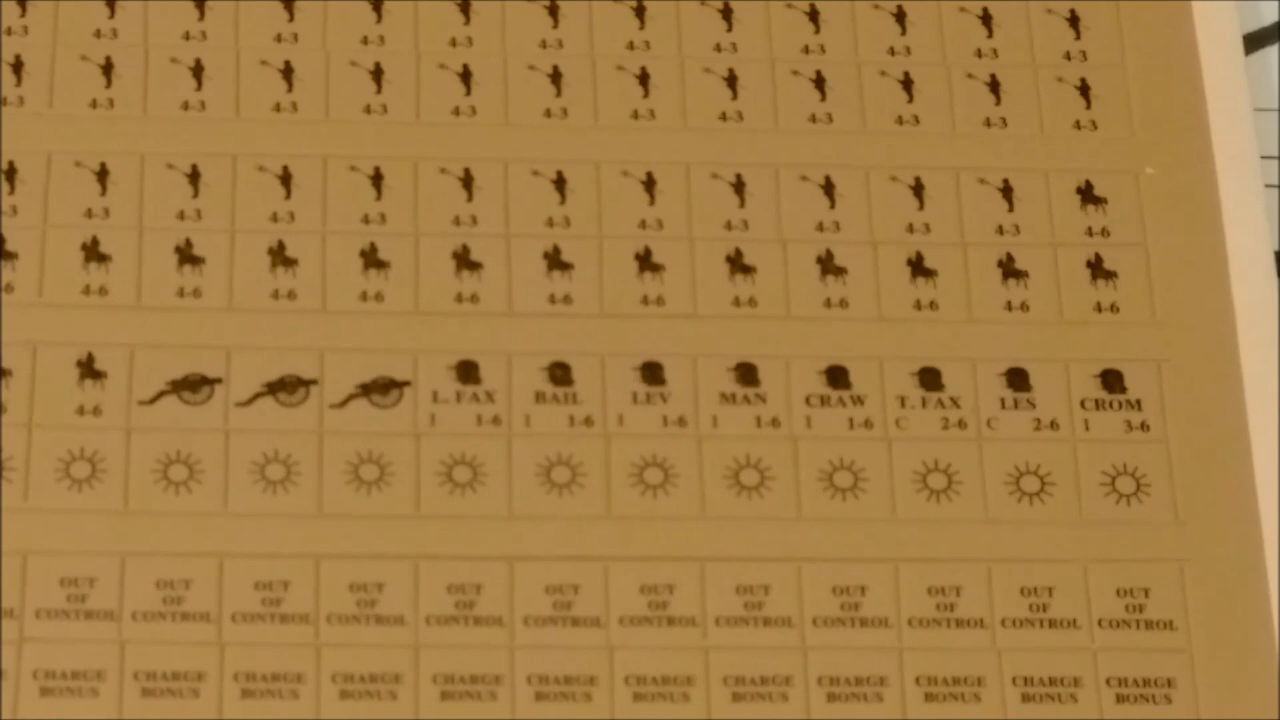 4-3 4-3 4-3 4-3 4-3 4-3 4-3 4-3 4-3 4-3 4-3 4-3 4-3
4-3 4-3 4-3 4-3 4-3 4-3 4-3 4-3 4-3 4-3 4-3 4-3 4-3
-3 4-3 4-3 4-3 4-3 4-3 4-3 4-3 4-3 4-3 4-3 4-3 4-6
-6 4-6 4-6 4-6 4-6 4-6 4-6 4-6 4-6 4-6 4-6 4-6 4-6
L. FAX BAIL LEV MAN CRAW T. FAX LES CROM
6 4-6 1 1-6 1 1-6 1 1-6 1 1-6 1 1-6 C 2-6 C 2-6 1 3-6
OUT OUT OUT OUT OUT OUT OUT OUT OUT OUT OUT OUT
OF OF OF OF OF OF OF OF OF OF OF OF
OL CONTROL CONTROL CONTROL CONTROL CONTROL CONTROL CONTROL CONTROL CONTROL CONTROL CONTROL CONTROL
E CHARGE CHARGE CHARGE CHARGE CHARGE CHARGE CHARGE CHARGE CHARGE CHARGE CHARGE CHARGE
BONUS BONUS BONUS BONUS BONUS BONUS BONUS BONUS BONUS BONUS BONUS BONUS